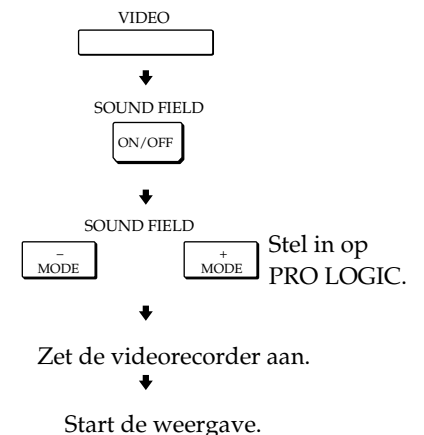 VIDEO
SOUND FIELD
ON/OFF
SOUND FIELD
– +
MODE MODE
Stel in op
PRO LOGIC.
Zet de videorecorder aan.
Start de weergave.